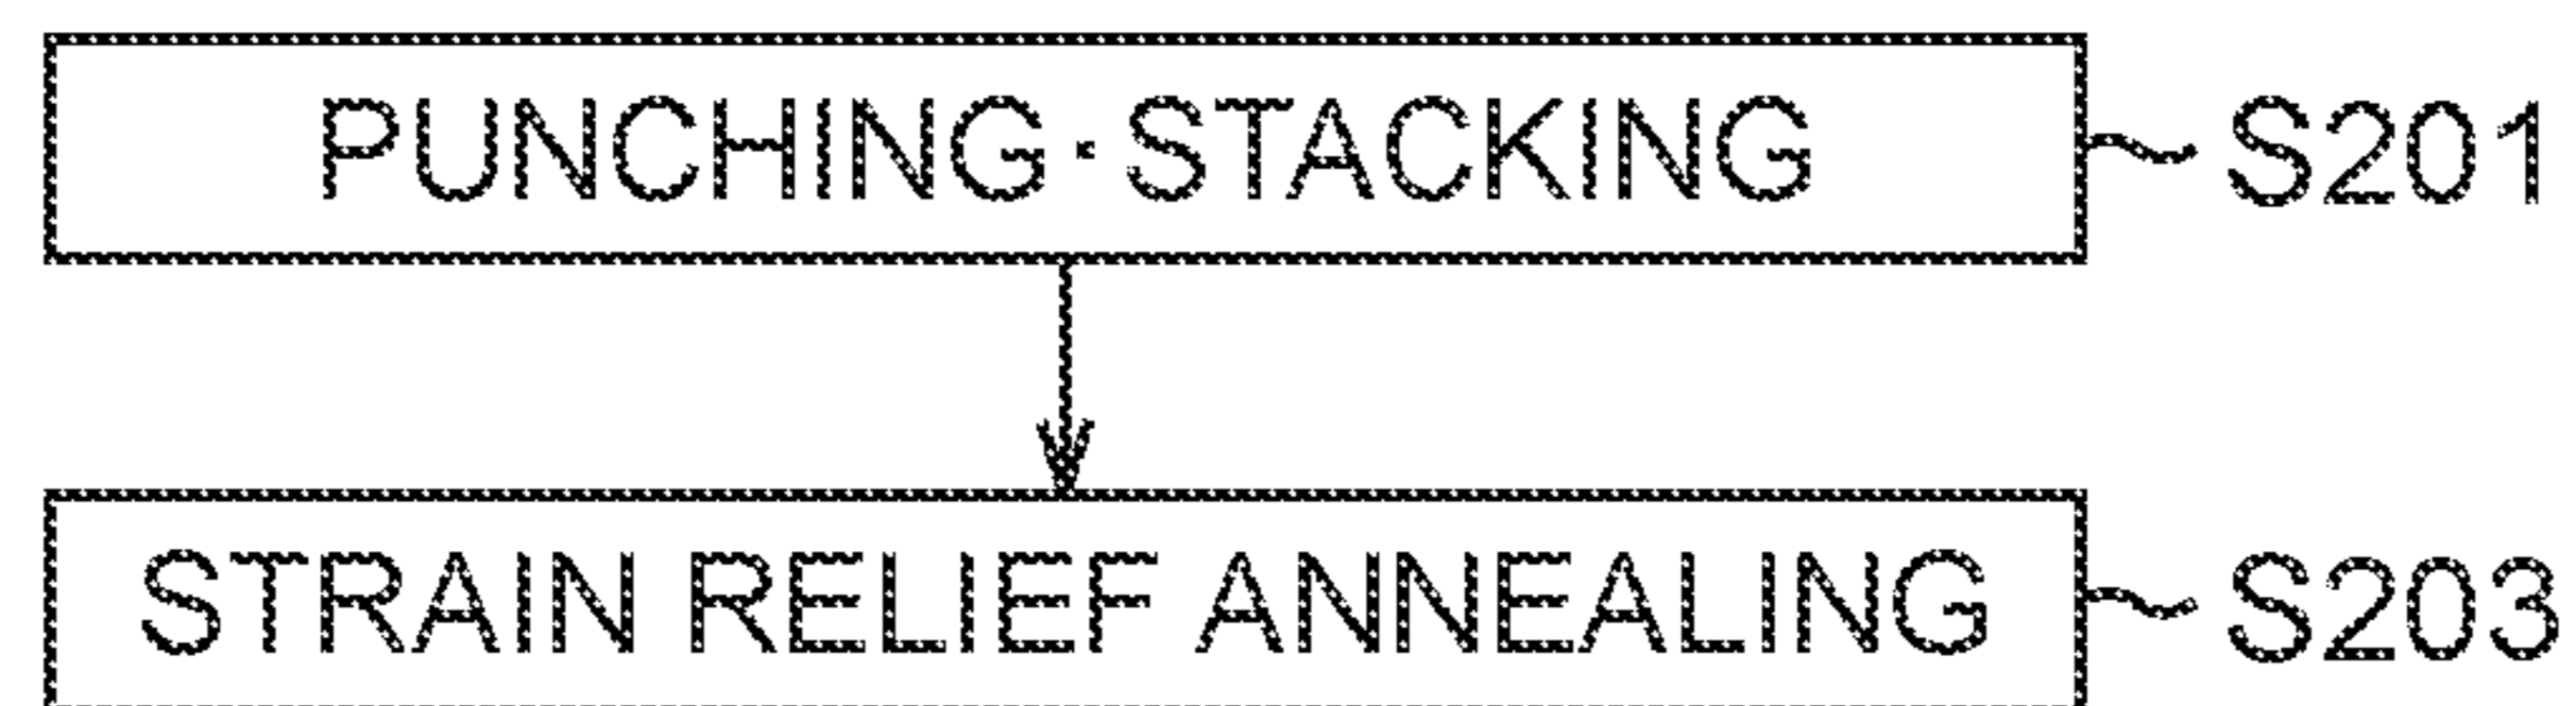 PUNCHING・STACKING S201
STRAIN RELIEF ANNEALING S203